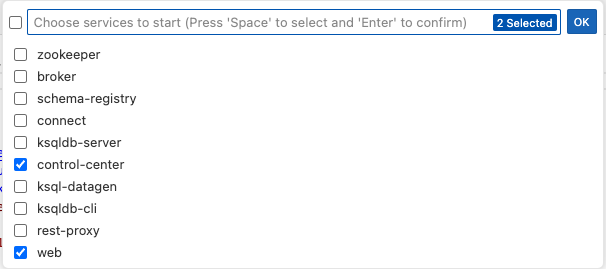 Choose services to start (Press 'Space' to select and 'Enter' to confirm) 2 Selected OK
zookeeper
broker
schema-registry
connect
ksqldb-server
control-center
ksql-datagen
ksqldb-cli
rest-proxy
web